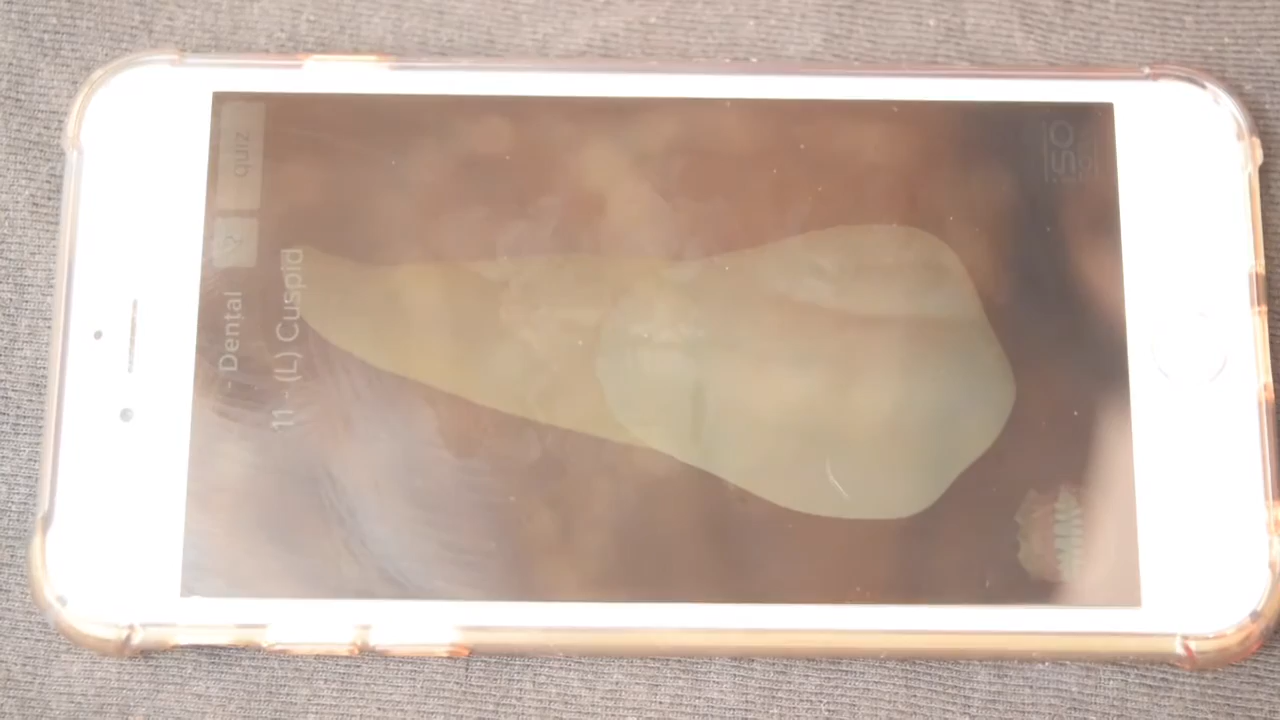 - Dental
quiz
11 - (L) Cuspid